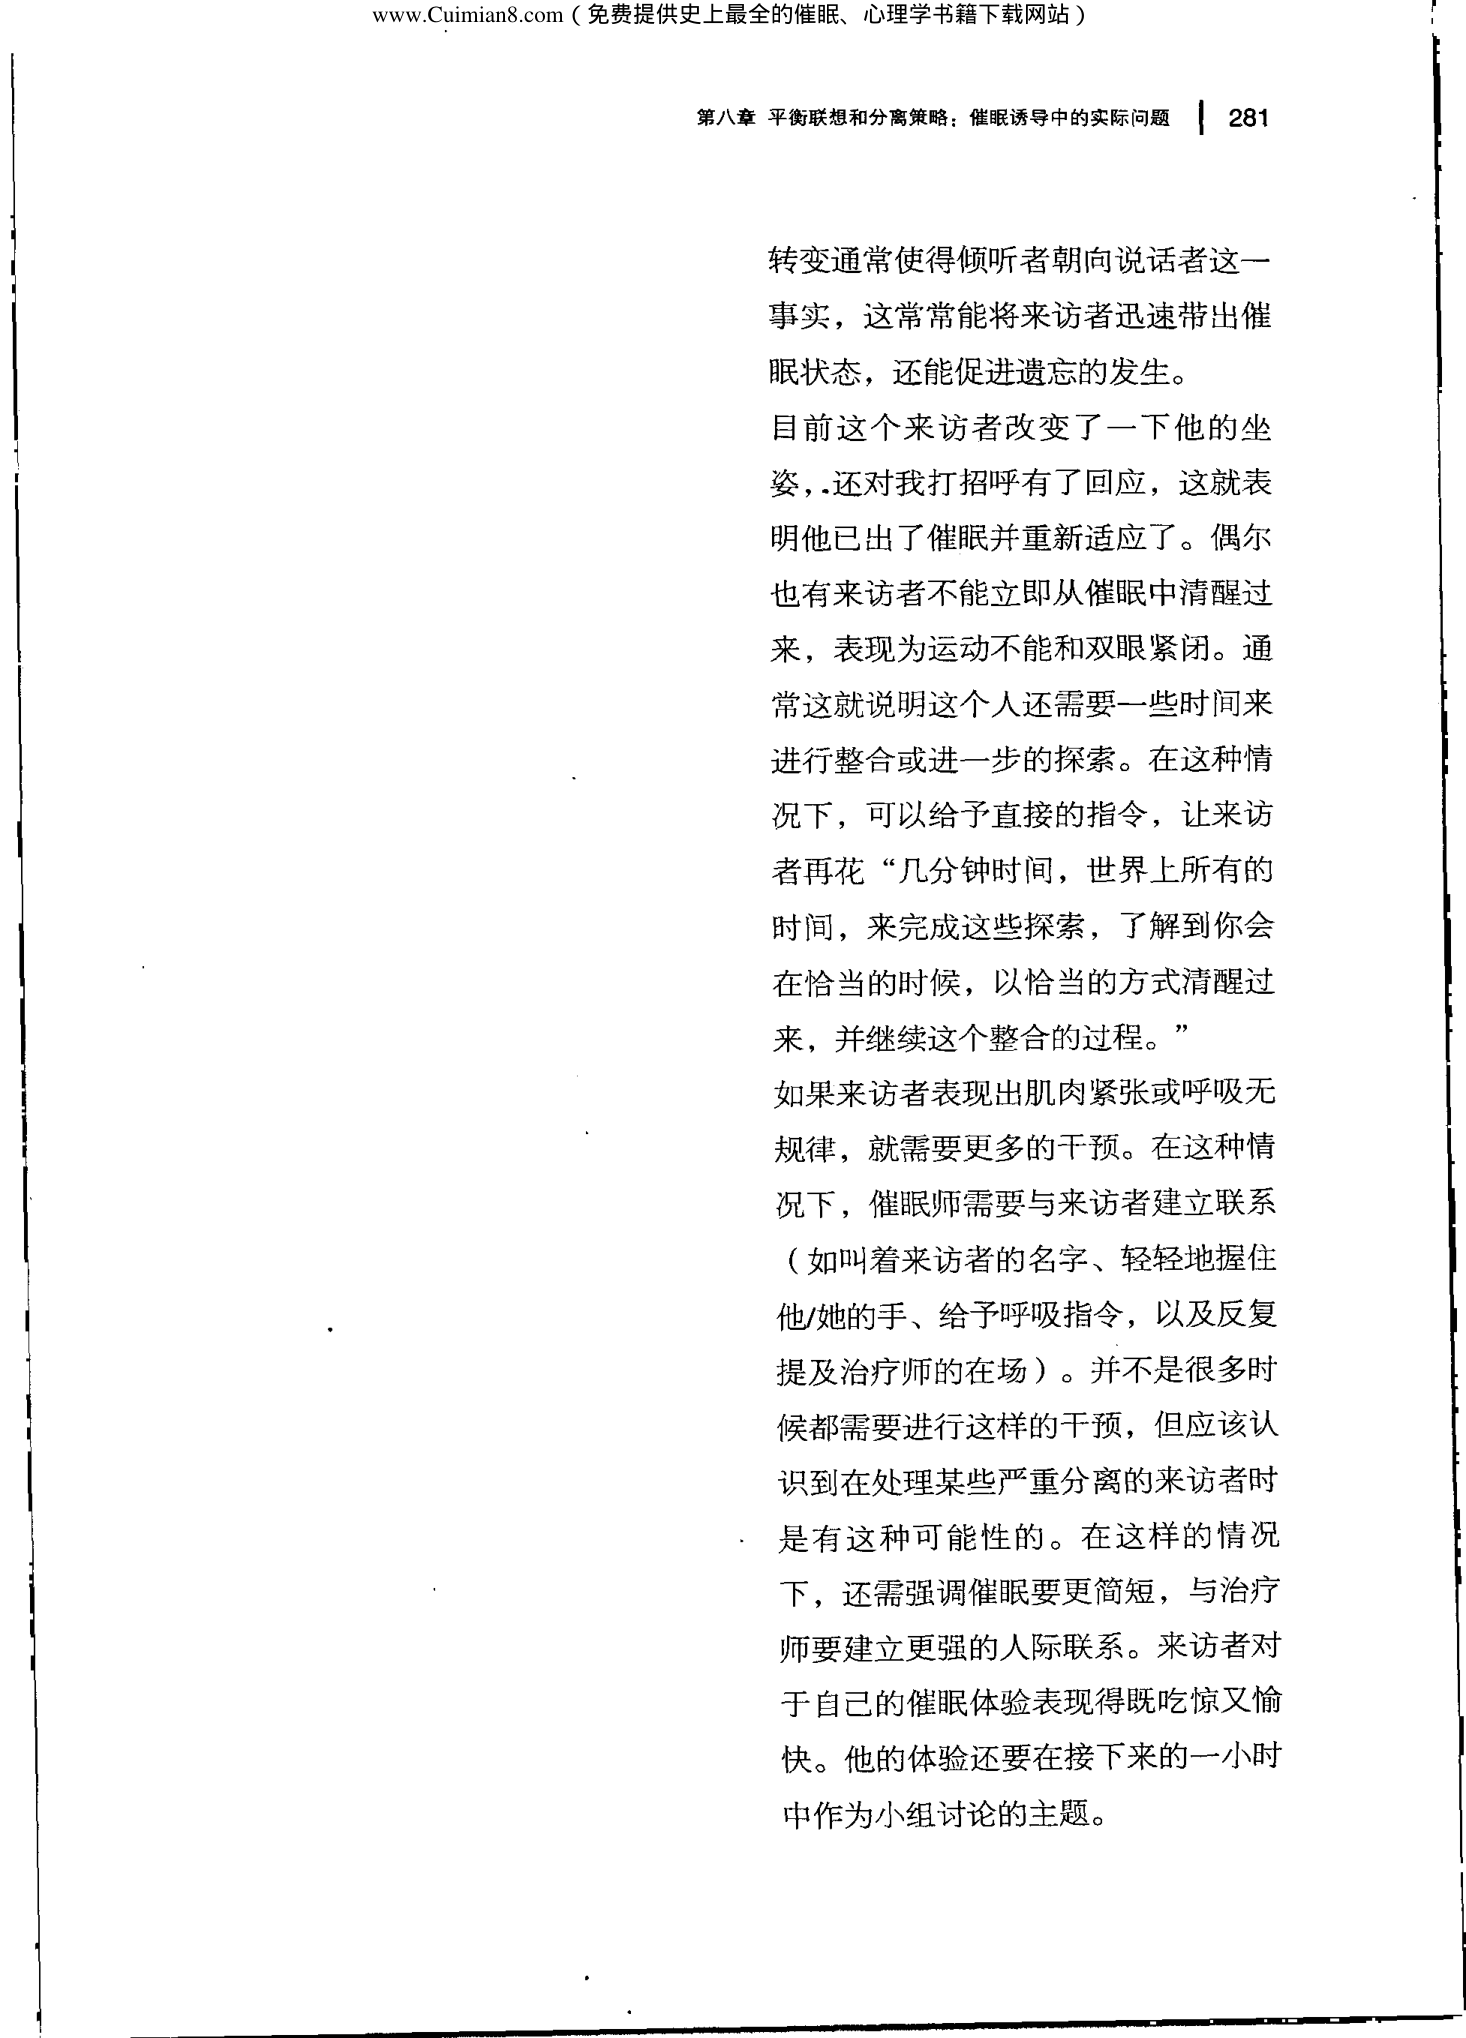 www.Cuimian8.com（免费提供史上最全的催眠、心理学书籍下载网站）
第八章 平衡联想和分离策略：催眠诱导中的实际问题 281
转变通常使得倾听者朝向说话者这一
事实，这常常能将来访者迅速带出催
眠状态，还能促进遗忘的发生。
目前这个来访者改变了一下他的坐
姿，还对我打招呼有了回应，这就表
明他已出了催眠并重新适应了。偶尔
也有来访者不能立即从催眠中清醒过
来，表现为运动不能和双眼紧闭。通
常这就说明这个人还需要一些时间来
进行整合或进一步的探索。在这种情
况下，可以给予直接的指令，让来访
者再花“几分钟时间，世界上所有的
时间，来完成这些探索，了解到你会
在恰当的时候，以恰当的方式清醒过
来，并继续这个整合的过程。”
如果来访者表现出肌肉紧张或呼吸无
规律，就需要更多的干预。在这种情
况下，催眠师需要与来访者建立联系
（如叫着来访者的名字、轻轻地握住
他/她的手、给予呼吸指令，以及反复
提及治疗师的在场）。并不是很多时
候都需要进行这样的干预，但应该认
识到在处理某些严重分离的来访者时
是有这种可能性的。在这样的情况
下，还需强调催眠要更简短，与治疗
师要建立更强的人际联系。来访者对
于自己的催眠体验表现得既吃惊又愉
快。他的体验还要在接下来的一小时
中作为小组讨论的主题。